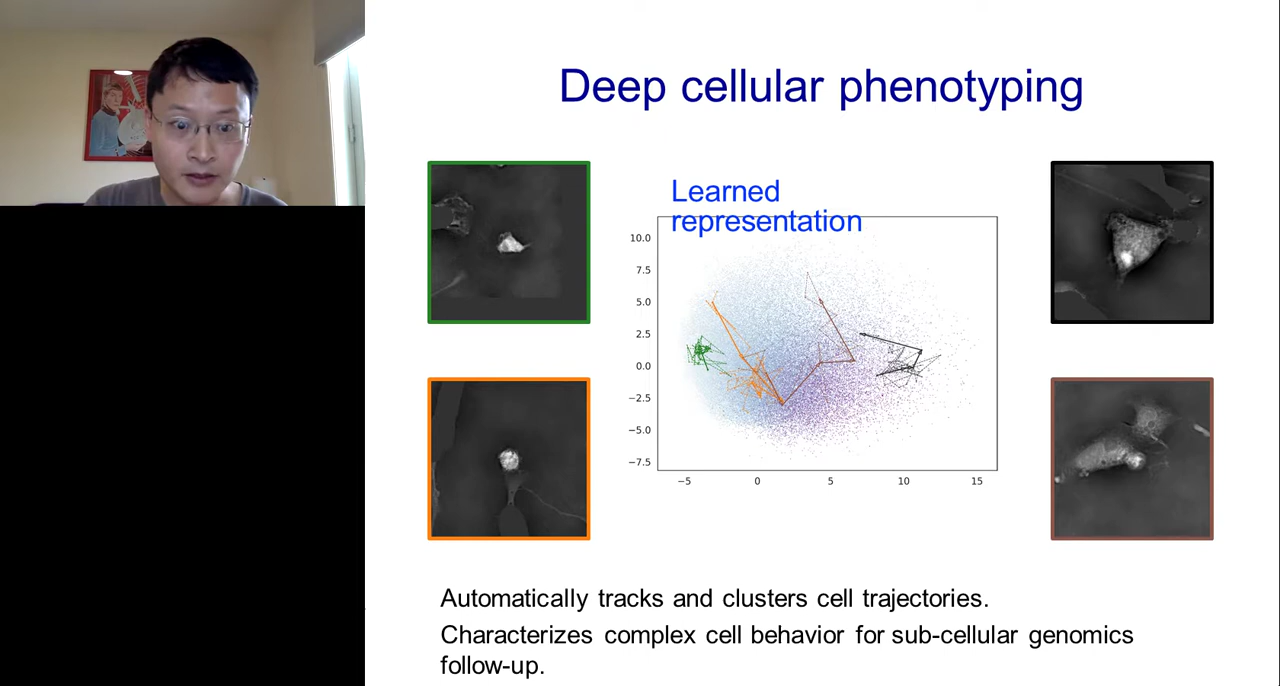 Deep cellular phenotyping
Learned
representation
10.0
7.5
5.0
2.5
0.0
−2.5
−5.0
−7.5
−5
0
5
10
15
Automatically tracks and clusters cell trajectories.
Characterizes complex cell behavior for sub-cellular genomics
follow-up.